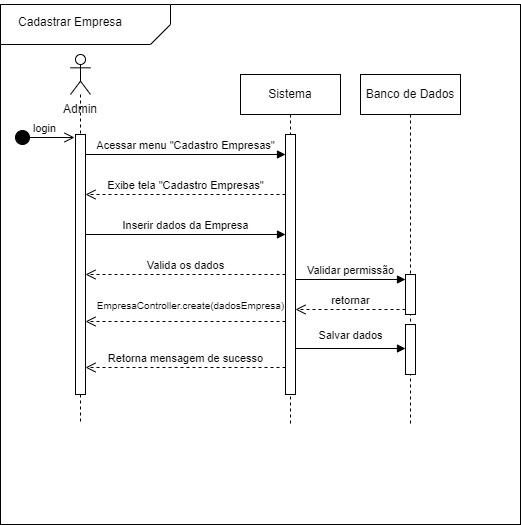 Cadastrar Empresa
Admin
Sistema
Banco de Dados
login
Acessar menu "Cadastro Empresas"
Exibe tela "Cadastro Empresas"
Inserir dados da Empresa
Valida os dados
Validar permissão
EmpresaController.create(dadosEmpresa)
retornar
Salvar dados
Retorna mensagem de sucesso